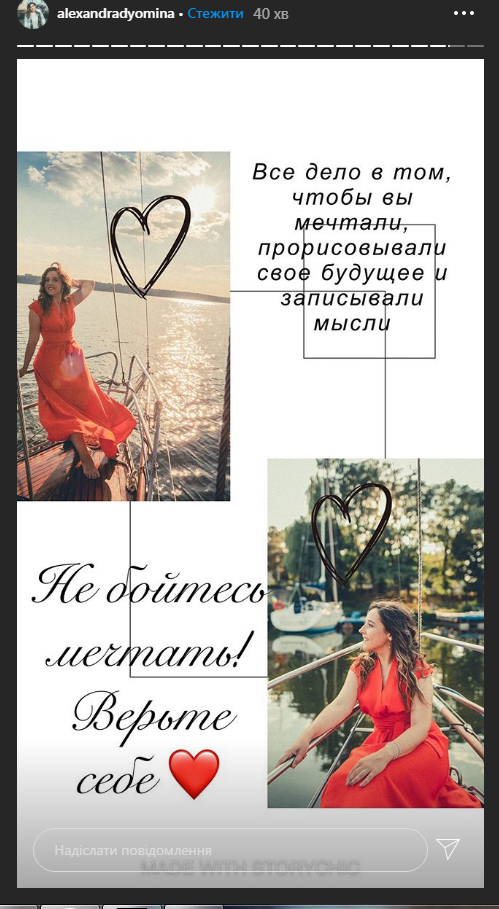 alexandradyomina • Стежити 40 хв
Все дело в том,
чтобы вы
мечтали,
прорисовывали
свое будущее и
записывали
мысли
Не бойтесь
мечтать!
Верьте
себе
Надіслати повідомлення
MADE WITH STORYCHIC